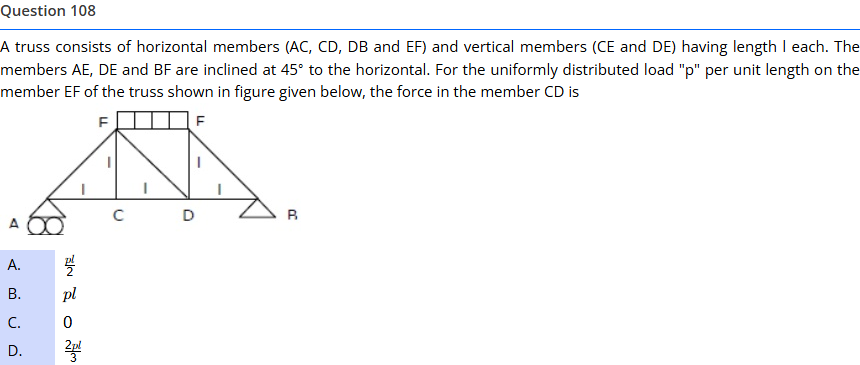 Question 108
A truss consists of horizontal members (AC, CD, DB and EF) and vertical members (CE and DE) having length l each. The
members AE, DE and BF are inclined at 45° to the horizontal. For the uniformly distributed load "p" per unit length on the
member EF of the truss shown in figure given below, the force in the member CD is
F F
l l
l l l
A C D B
A. pl/2
B. pl
C. 0
D. 2pl/3